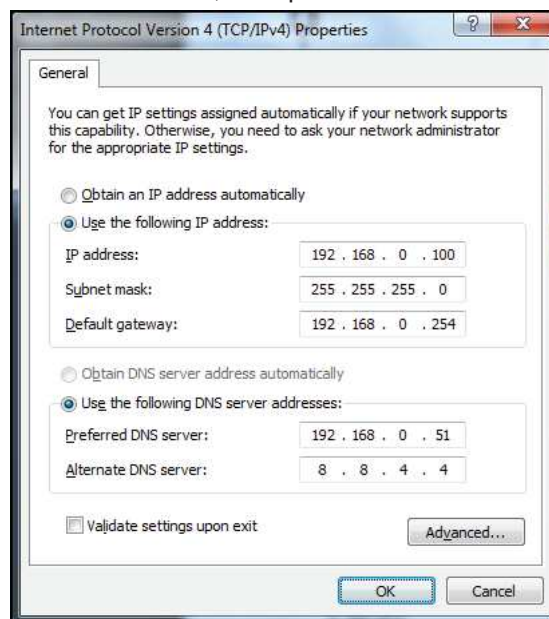 Internet Protocol Version 4 (TCP/IPv4) Properties
General
You can get IP settings assigned automatically if your network supports
this capability. Otherwise, you need to ask your network administrator
for the appropriate IP settings.
Obtain an IP address automatically
Use the following IP address:
IP address: 192 . 168 . 0 . 100
Subnet mask: 255 . 255 . 255 . 0
Default gateway: 192 . 168 . 0 . 254
Obtain DNS server address automatically
Use the following DNS server addresses:
Preferred DNS server: 192 . 168 . 0 . 51
Alternate DNS server: 8 . 8 . 4 . 4
Validate settings upon exit
Advanced...
OK Cancel